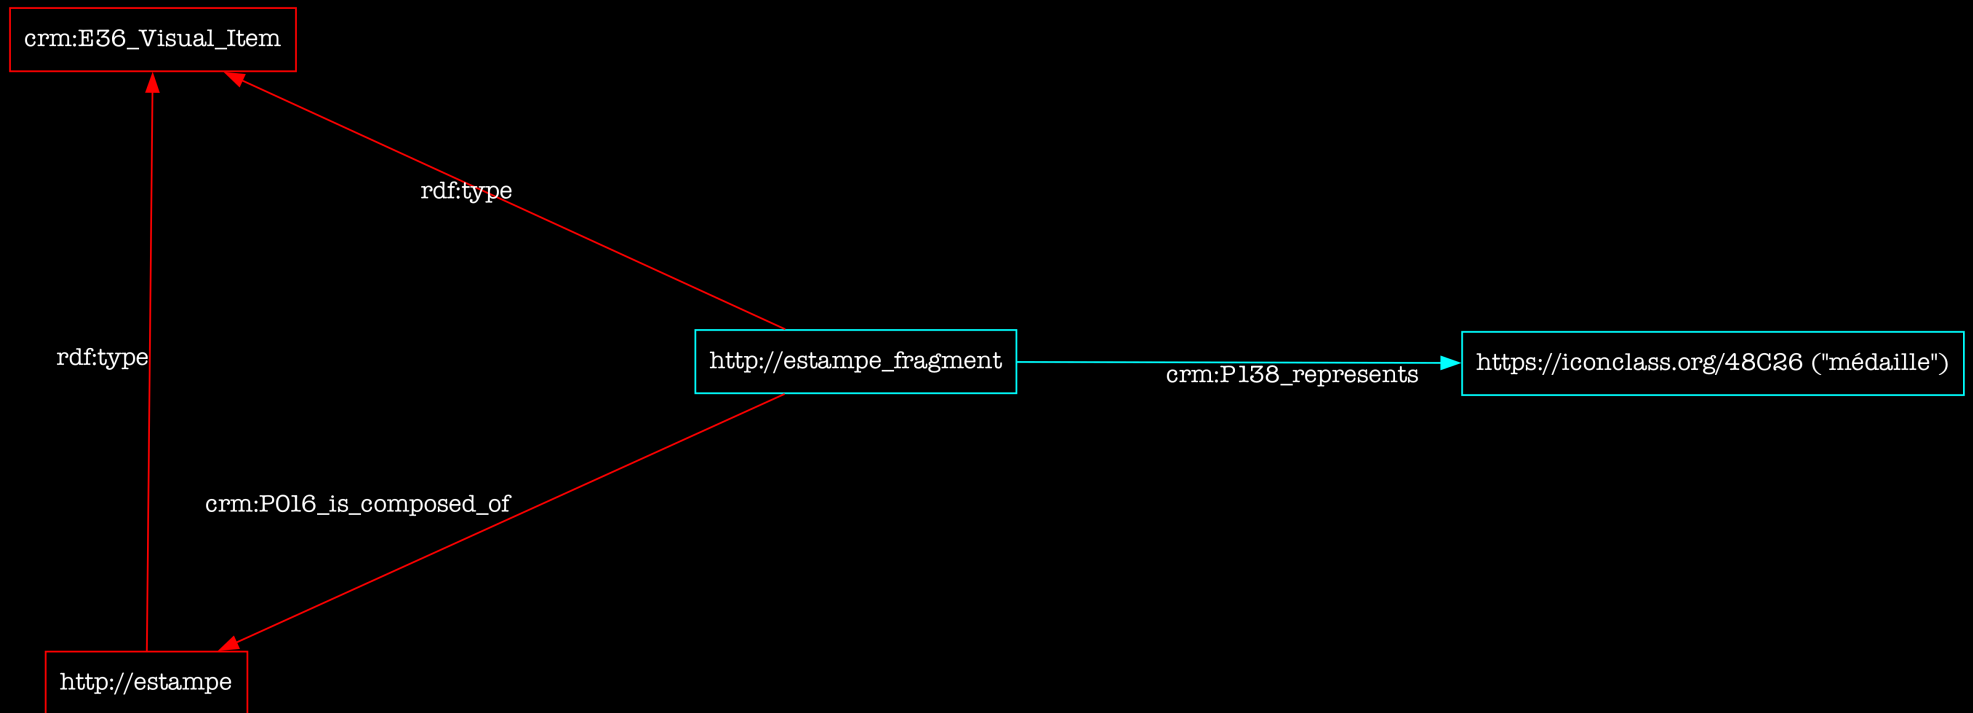 crm:E36_Visual_Item
rdf:type
rdf:type
http://estampe_fragment
https://iconclass.org/48C26 ("médaille")
crm:P138_represents
crm:P016_is_composed_of
http://estampe